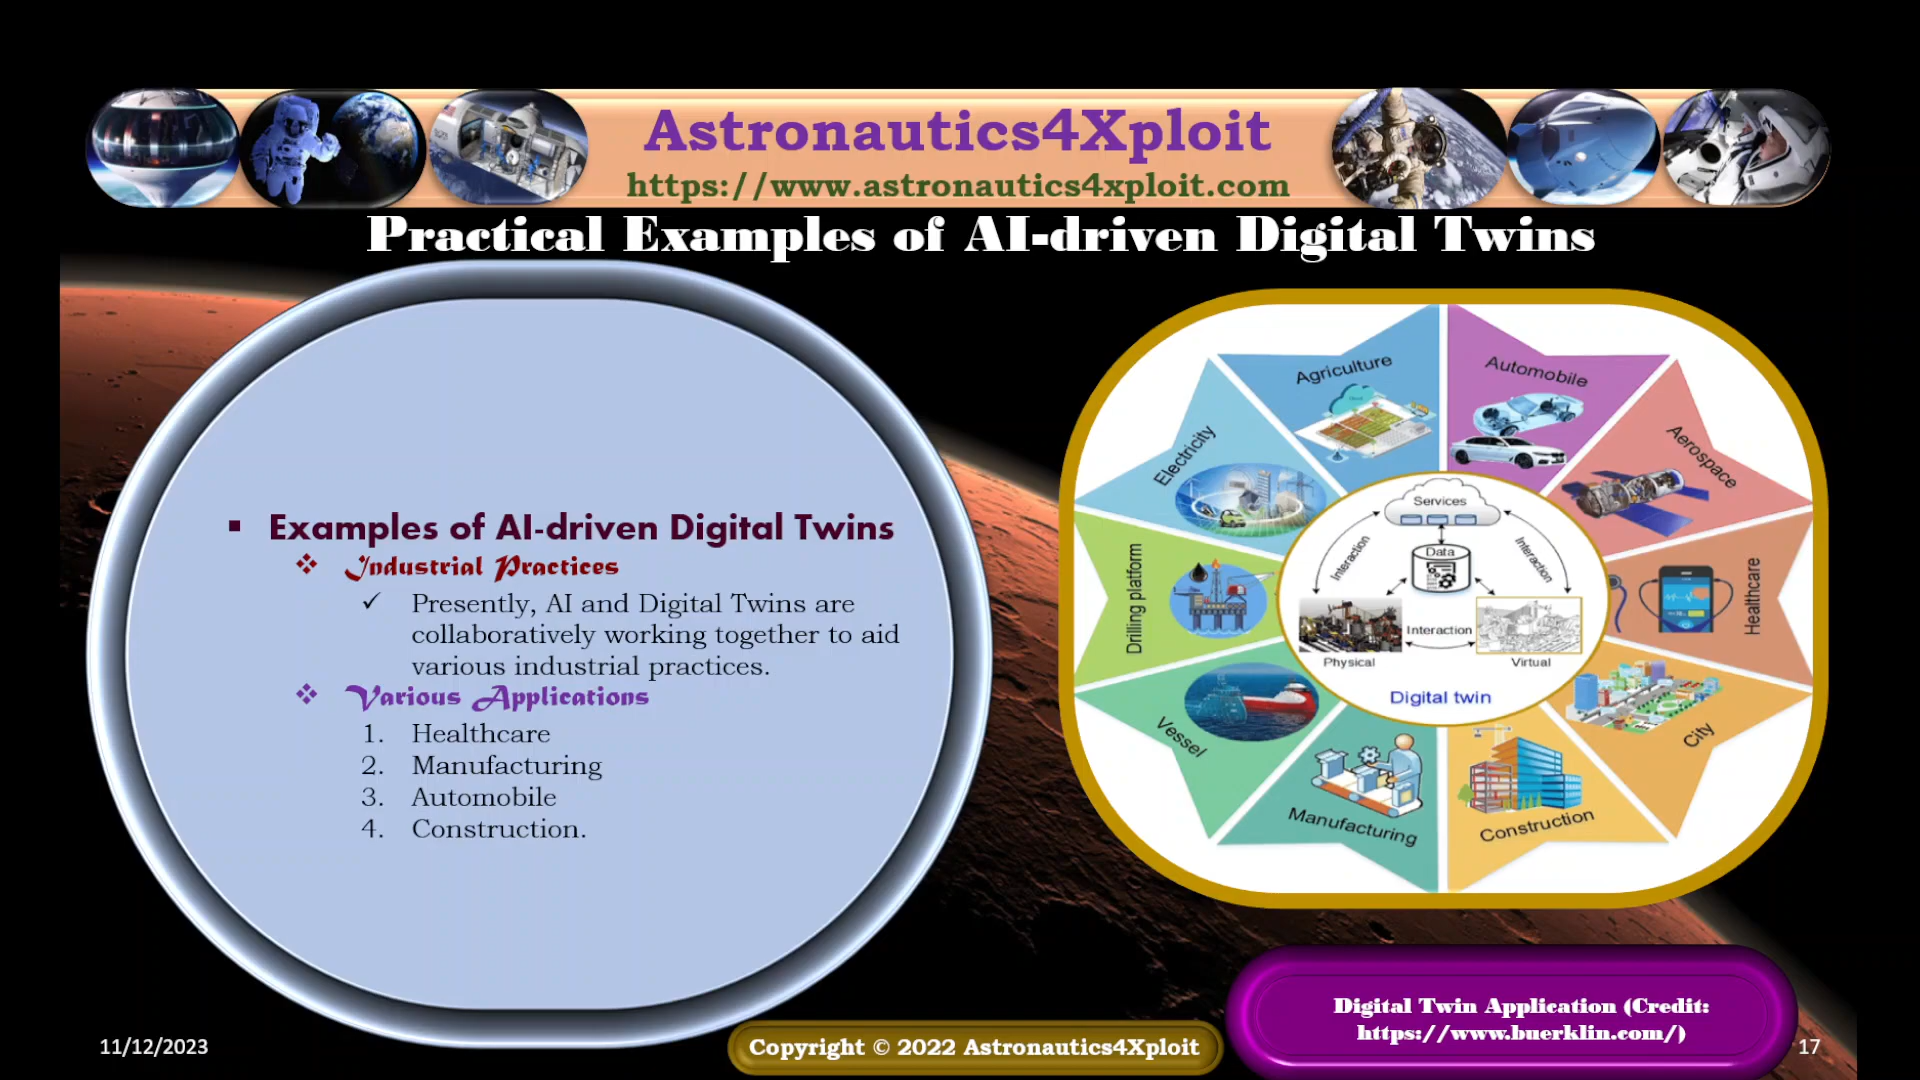 Astronautics4Xploit
https://www.astronautics4xploit.com
Practical Examples of AI-driven Digital Twins
▪ Examples of AI-driven Digital Twins
❖ Industrial Practices
✓ Presently, AI and Digital Twins are
collaboratively working together to aid
various industrial practices.
❖ Various Applications
1. Healthcare
2. Manufacturing
3. Automobile
4. Construction.
Agriculture
Automobile
Electricity
Aerospace
Drilling platform
Healthcare
Vessel
City
Manufacturing
Construction
Services
Interaction
Interaction
Data
Interaction
Physical
Virtual
Digital twin
Digital Twin Application (Credit:
https://www.buerklin.com/)
11/12/2023
Copyright © 2022 Astronautics4Xploit
17